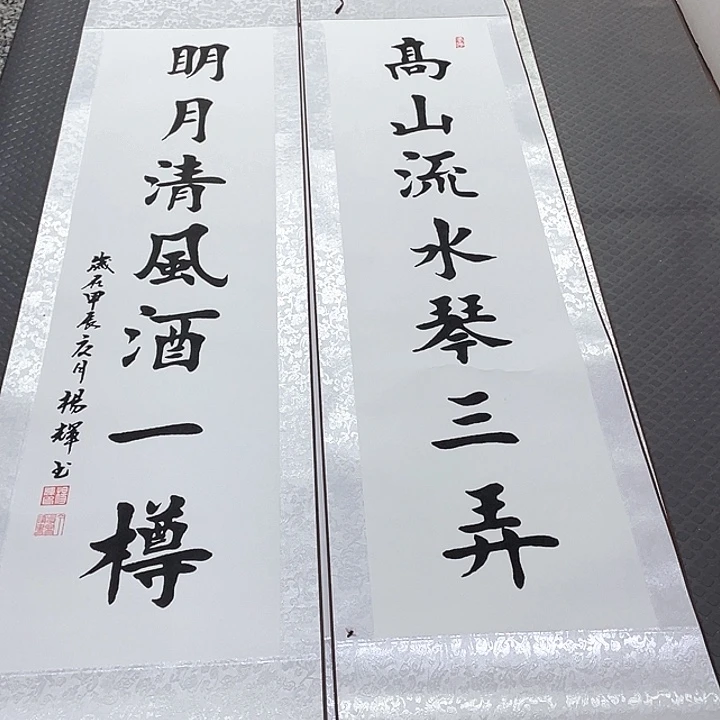 高山流水琴三弄
明月清風酒一樽
歲在甲辰六月楊輝書